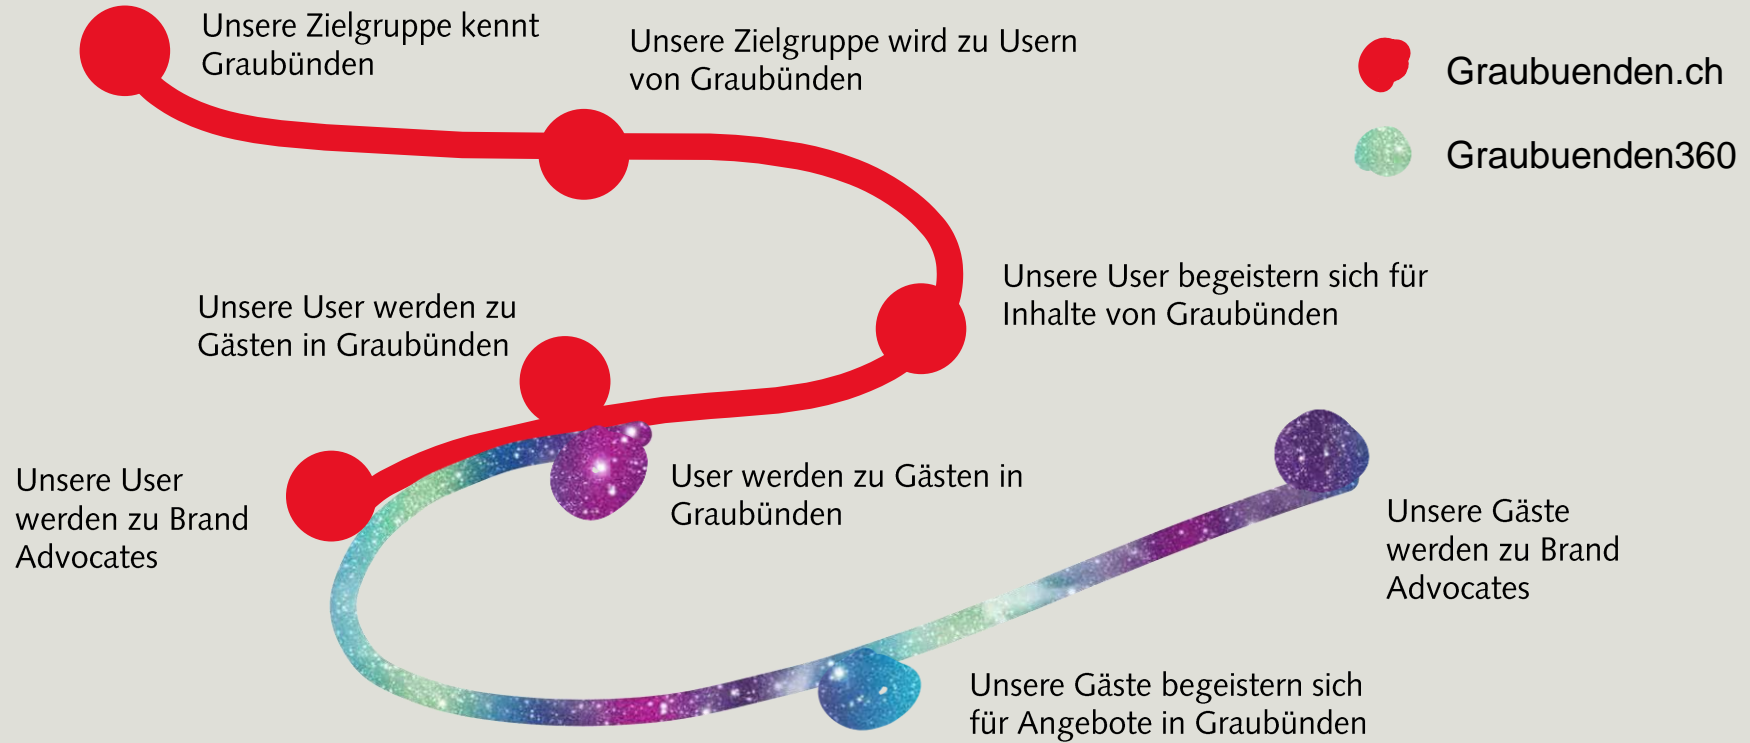 Unsere Zielgruppe kennt
Graubünden
Unsere Zielgruppe wird zu Usern
von Graubünden
Graubuenden.ch
Graubuenden360
Unsere User begeistern sich für
Inhalte von Graubünden
Unsere User werden zu
Gästen in Graubünden
Unsere User
werden zu Brand
Advocates
User werden zu Gästen in
Graubünden
Unsere Gäste
werden zu Brand
Advocates
Unsere Gäste begeistern sich
für Angebote in Graubünden